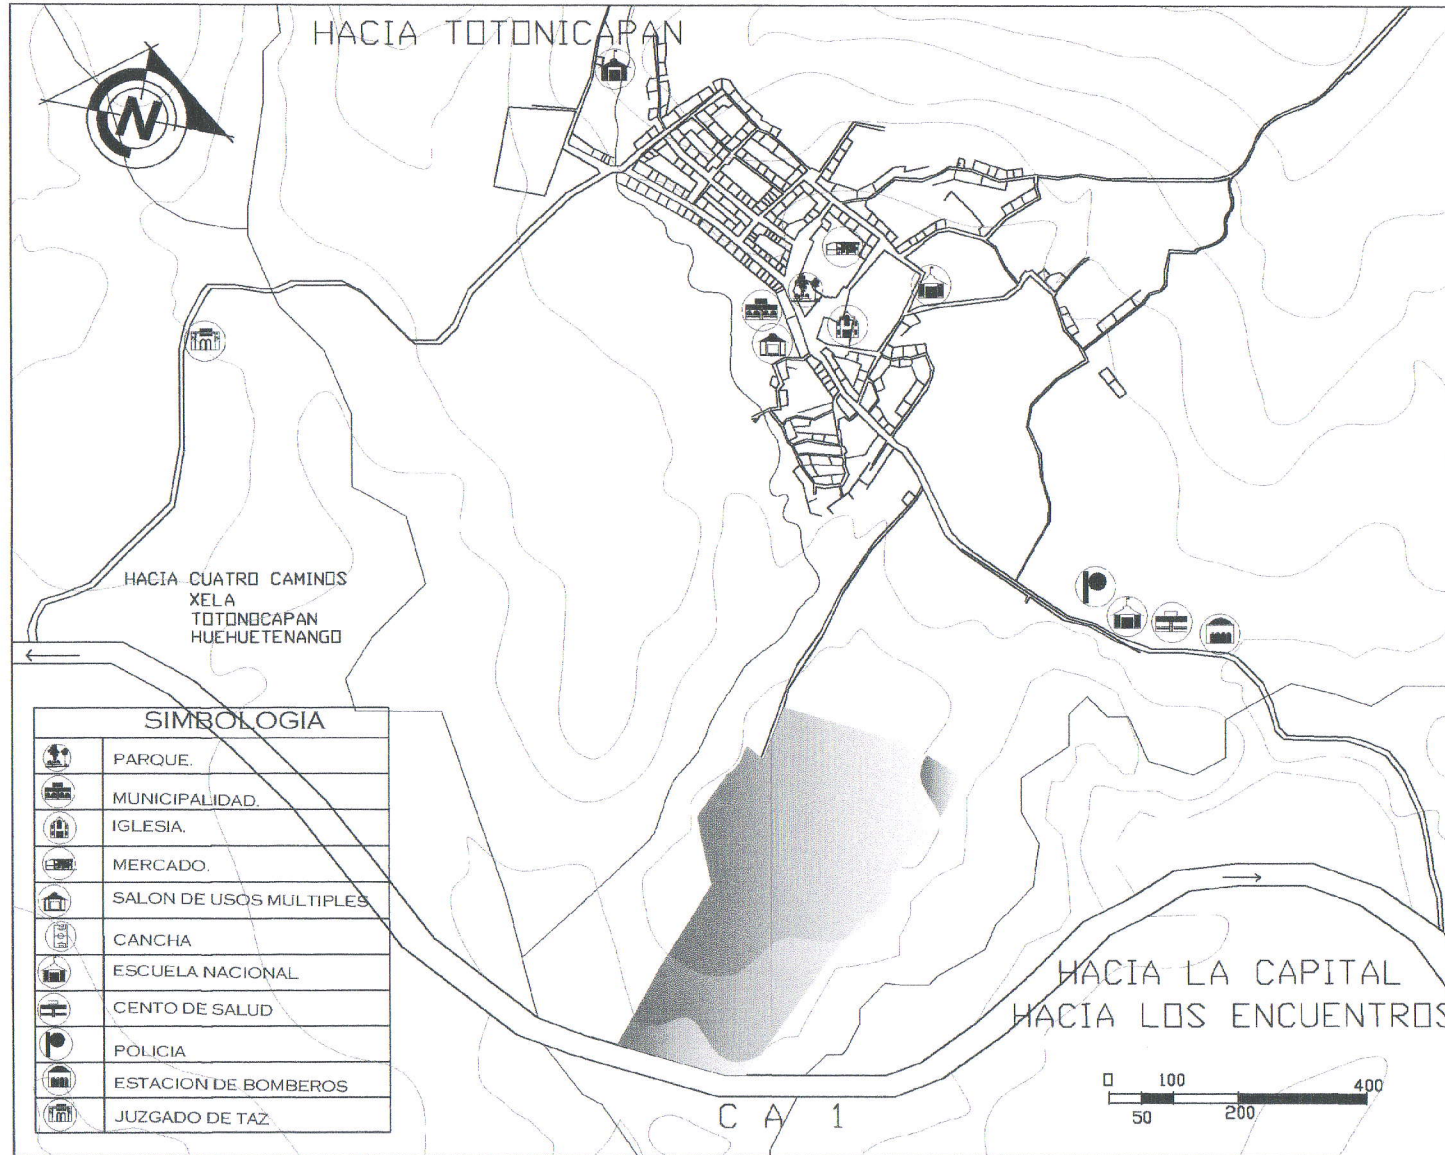 HACIA TOTONICAPAN
N
HACIA CUATRO CAMINOS
XELA
TOTONOCAPAN
HUEHUETENANGO
SIMBOLOGIA
PARQUE.
MUNICIPALIDAD.
IGLESIA.
MERCADO.
SALON DE USOS MULTIPLES
CANCHA
ESCUELA NACIONAL
CENTO DE SALUD
POLICIA
ESTACION DE BOMBEROS
JUZGADO DE TAZ
HACIA LA CAPITAL
HACIA LOS ENCUENTROS
0 100 400
50 200
C A 1